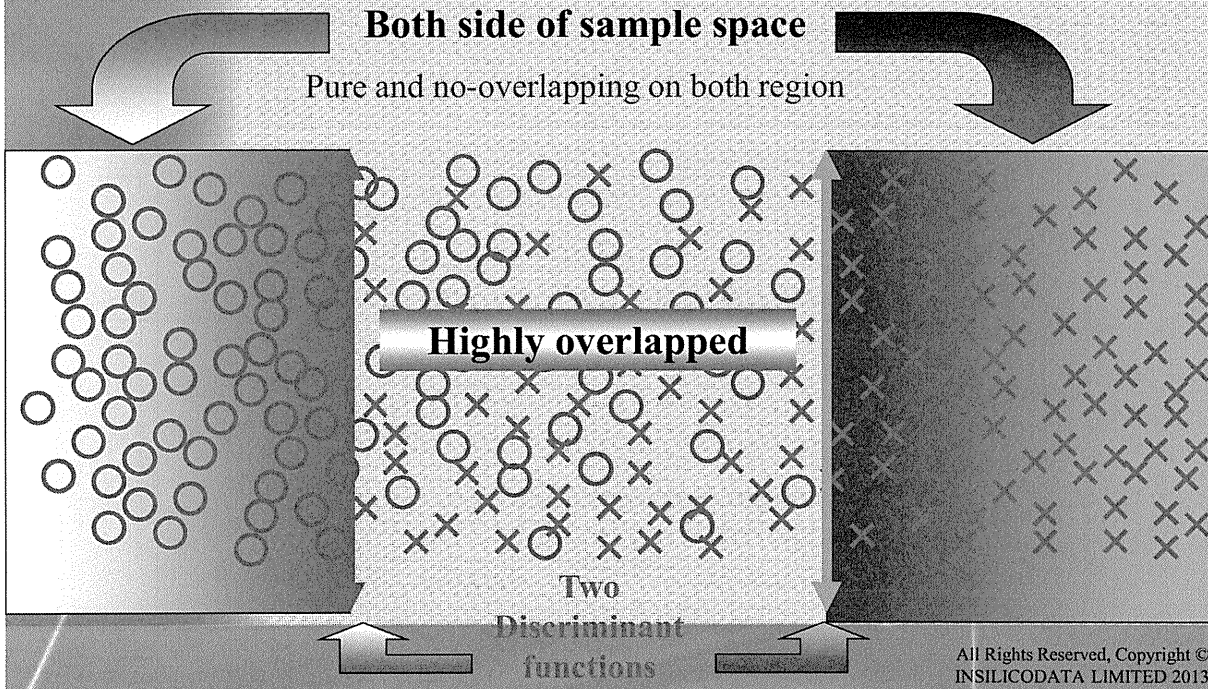 Both side of sample space
Pure and no-overlapping on both region
Highly overlapped
Two
Discriminant
functions
All Rights Reserved, Copyright ©
INSILICODATA LIMITED 2013